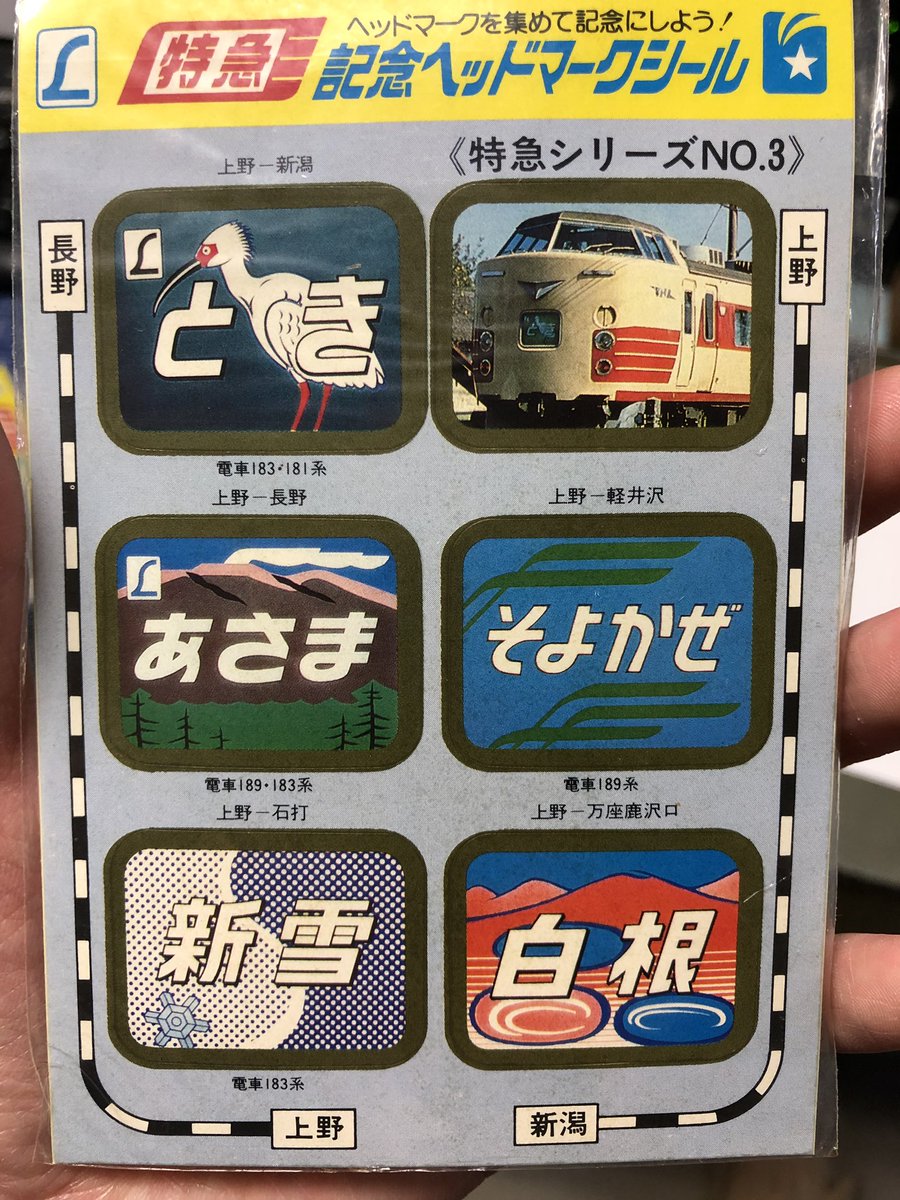 ヘッドマークを集めて記念にしよう!
特急
記念ヘッドマークシール
《特急シリーズNO.3》
上野－新潟
長野
上野
L
とき
電車183・181系
上野－長野
上野－軽井沢
L
あさま
そよかぜ
電車189・183系
電車189系
上野－石打
上野－万座鹿沢口
新雪
白根
電車183系
上野
新潟